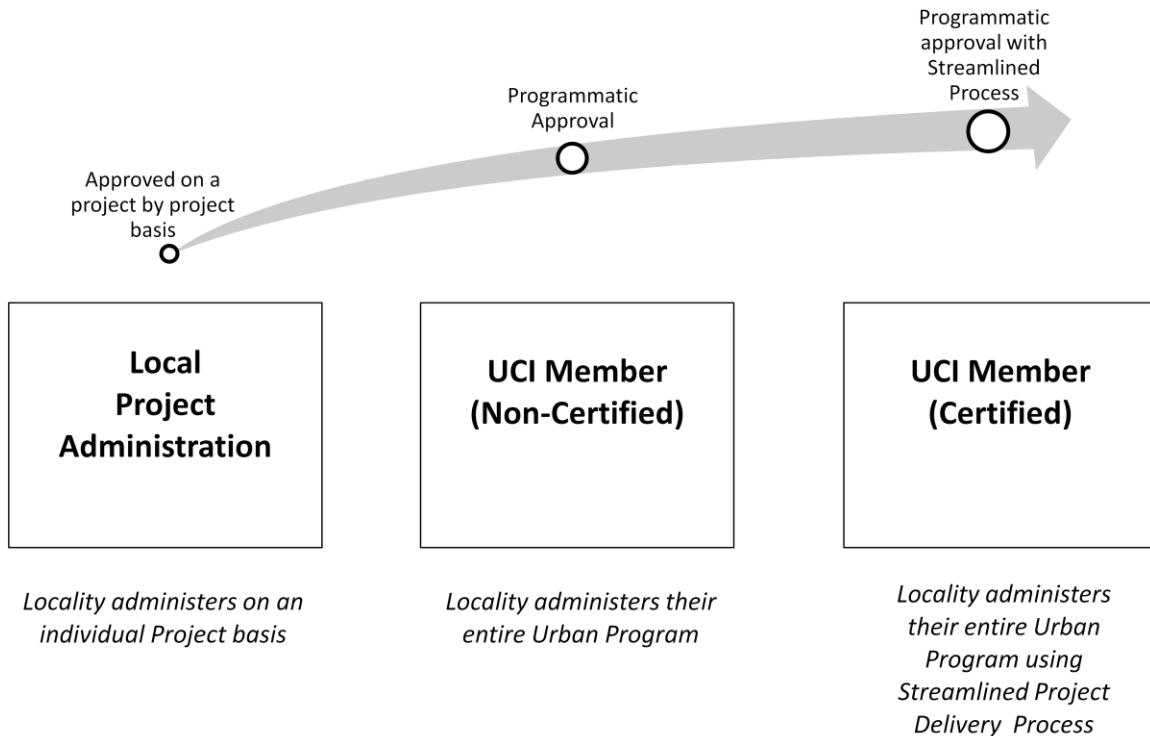 Programmatic
approval with
Streamlined
Process
Programmatic
Approval
Approved on a
project by project
basis
Local
Project
Administration
UCI Member
(Non-Certified)
UCI Member
(Certified)
Locality administers on an
individual Project basis
Locality administers their
entire Urban Program
Locality administers
their entire Urban
Program using
Streamlined Project
Delivery Process